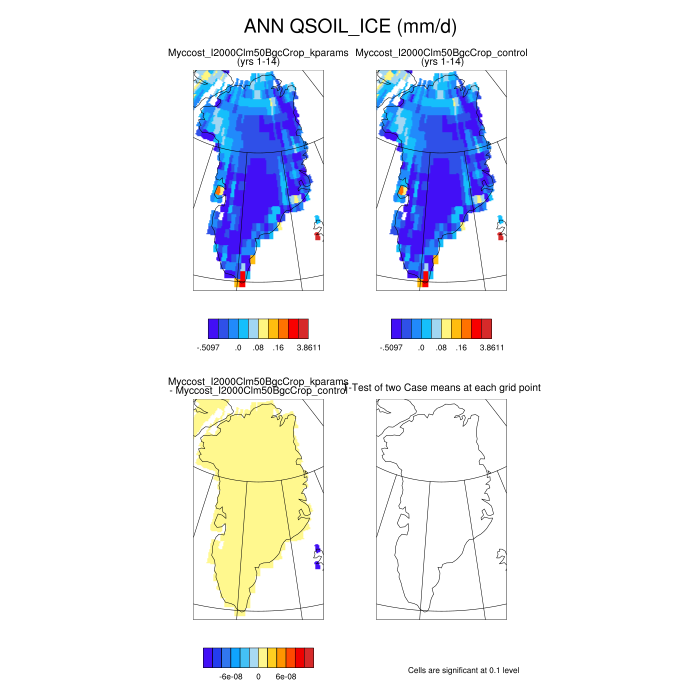 ANN QSOIL_ICE (mm/d)
Myccost_I2000Clm50BgcCrop_kparams
(yrs 1-14)
Myccost_I2000Clm50BgcCrop_control
(yrs 1-14)
-.5097 .0 .08 .16 3.8611
-.5097 .0 .08 .16 3.8611
Myccost_I2000Clm50BgcCrop_kparams
- Myccost_I2000Clm50BgcCrop_control
T-Test of two Case means at each grid point
-6e-08 0 6e-08
Cells are significant at 0.1 level